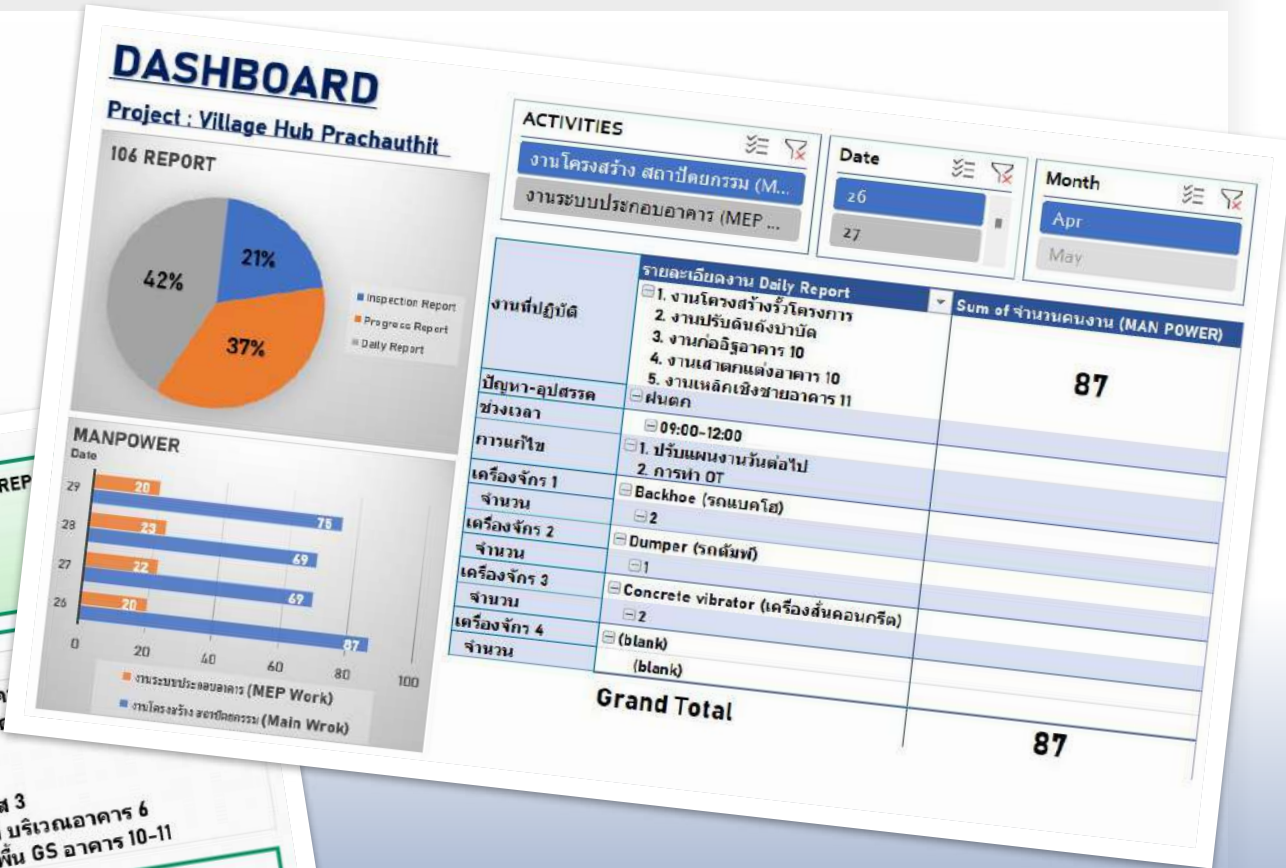 DASHBOARD
Project : Village Hub Prachauthit
106 REPORT
21%
42%
37%
Inspection Report
Progress Report
Daily Report
MANPOWER
Date
29
20
75
28
23
69
27
22
69
26
20
87
0
20
40
60
80
100
งานระบบประกอบอาคาร (MEP Work)
งานโครงสร้าง สถาปัตยกรรม (Main Wrok)
ACTIVITIES
งานโครงสร้าง สถาปัตยกรรม (M...
งานระบบประกอบอาคาร (MEP ...
Date
26
27
Month
Apr
May
รายละเอียดงาน Daily Report
Sum of จำนวนคนงาน (MAN POWER)
งานที่ปฏิบัติ
1. งานโครงสร้างรั้วโครงการ
2. งานปรับดินถังบำบัด
3. งานก่ออิฐอาคาร 10
4. งานเสาตกแต่งอาคาร 10
5. งานเหล็กเชิงชายอาคาร 11
87
ปัญหา-อุปสรรค
ฝนตก
ช่วงเวลา
09:00-12:00
การแก้ไข
1. ปรับแผนงานวันต่อไป
2. การทำ OT
เครื่องจักร 1
Backhoe (รถแบคโฮ)
จำนวน
2
เครื่องจักร 2
Dumper (รถดัมพ์)
จำนวน
1
เครื่องจักร 3
Concrete vibrator (เครื่องสั่นคอนกรีต)
จำนวน
2
เครื่องจักร 4
(blank)
จำนวน
(blank)
Grand Total
87
REP
ส 3
บริเวณอาคาร 6
พื้น GS อาคาร 10-11